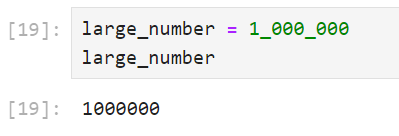 [19]: large_number = 1_000_000
large_number
[19]: 1000000